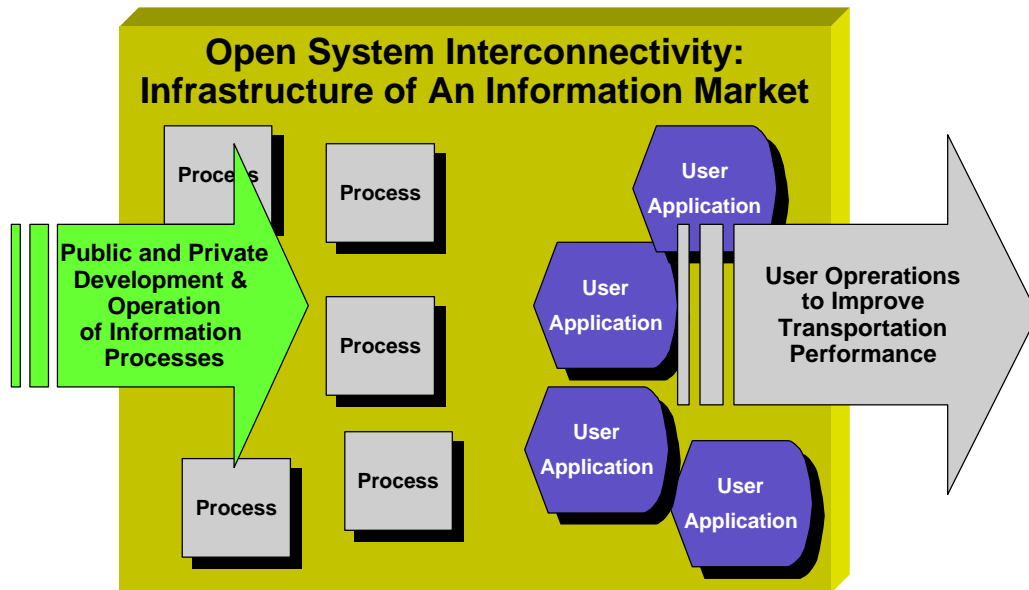 Open System Interconnectivity:
Infrastructure of An Information Market
Process
Process
User
Application
Public and Private
Development &
Operation
of Information
Processes
User
Application
User Oprerations
to Improve
Transportation
Performance
Process
User
Application
Process
Process
User
Application